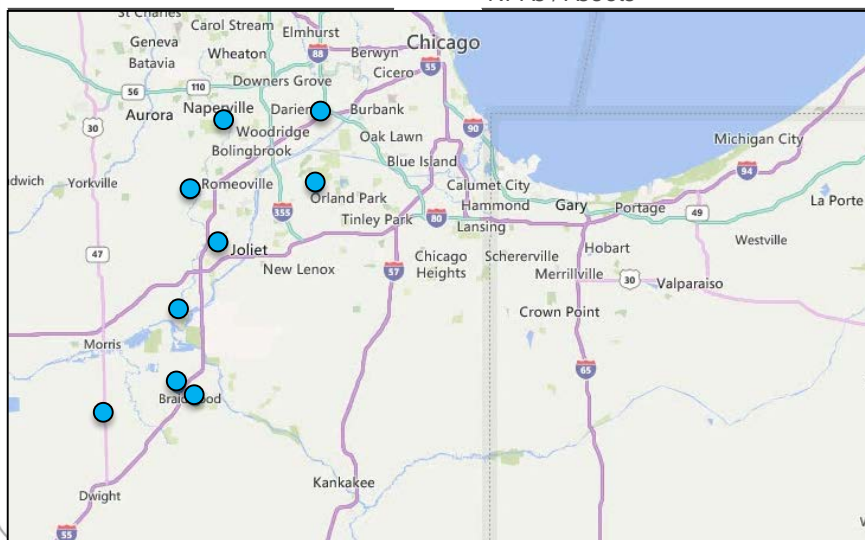 St Charles
Carol Stream
Elmhurst
Chicago
Geneva
Wheaton
88
Berwyn
55
Batavia
Cicero
Downers Grove
56
110
Naperville
Darien
Burbank
Aurora
30
Woodridge
Oak Lawn
90
Bolingbrook
Michigan City
Blue Island
94
Yorkville
Romeoville
Calumet City
Orland Park
Hammond
Gary
Portage
La Porte
355
Tinley Park
80
Lansing
49
Westville
47
Joliet
New Lenox
57
Chicago
Heights
Schererville
Hobart
Merrillville
30
Valparaiso
Crown Point
Morris
65
Kankakee
Dwight
55